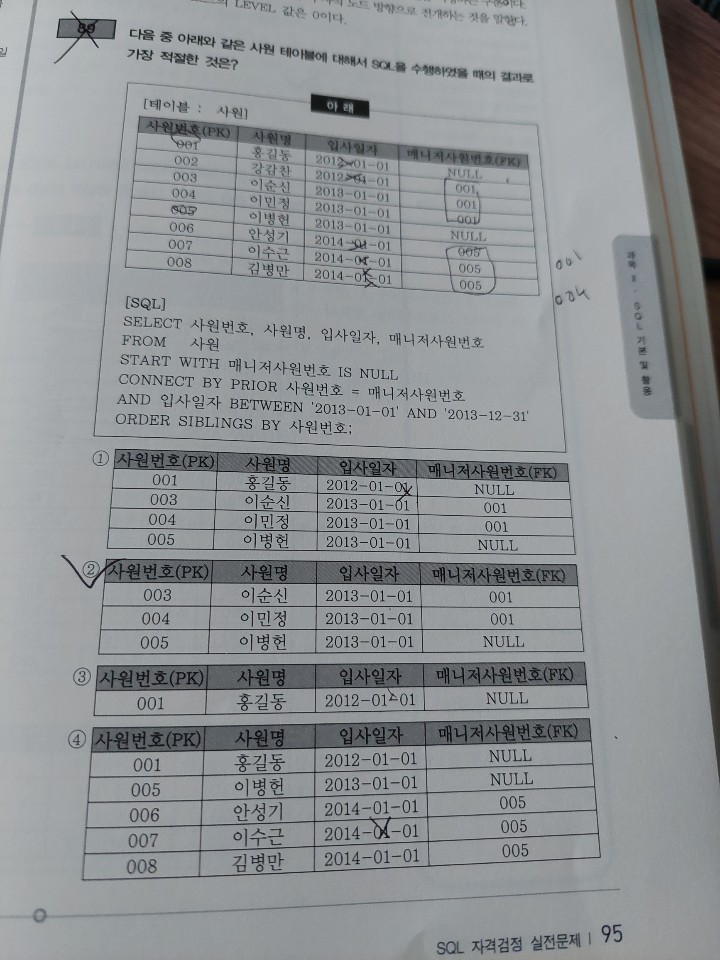 LEVEL 값은 0이다.
노드 방향으로 전개하는 것을 말한다.
89 다음 중 아래와 같은 사원 테이블에 대해서 SQL을 수행하였을 때의 결과로
가장 적절한 것은?
아 래
[테이블 : 사원]
사원번호(PK) 사원명 입사일자 매니저사원번호(FK)
001 홍길동 2012-01-01 NULL
002 강감찬 2012-01-01 001
003 이순신 2013-01-01 001
004 이민정 2013-01-01 001
005 이병헌 2013-01-01 NULL
006 안성기 2014-01-01 005
007 이수근 2014-01-01 005
008 김병만 2014-01-01 005
001
004
[SQL]
SELECT 사원번호, 사원명, 입사일자, 매니저사원번호
FROM 사원
START WITH 매니저사원번호 IS NULL
CONNECT BY PRIOR 사원번호 = 매니저사원번호
AND 입사일자 BETWEEN '2013-01-01' AND '2013-12-31'
ORDER SIBLINGS BY 사원번호;
① 사원번호(PK) 사원명 입사일자 매니저사원번호(FK)
001 홍길동 2012-01-01 NULL
003 이순신 2013-01-01 001
004 이민정 2013-01-01 001
005 이병헌 2013-01-01 NULL
② 사원번호(PK) 사원명 입사일자 매니저사원번호(FK)
003 이순신 2013-01-01 001
004 이민정 2013-01-01 001
005 이병헌 2013-01-01 NULL
③ 사원번호(PK) 사원명 입사일자 매니저사원번호(FK)
001 홍길동 2012-01-01 NULL
④ 사원번호(PK) 사원명 입사일자 매니저사원번호(FK)
001 홍길동 2012-01-01 NULL
005 이병헌 2013-01-01 NULL
006 안성기 2014-01-01 005
007 이수근 2014-01-01 005
008 김병만 2014-01-01 005
과목 Ⅱ · SQL 기본 및 활용
SQL 자격검정 실전문제 | 95